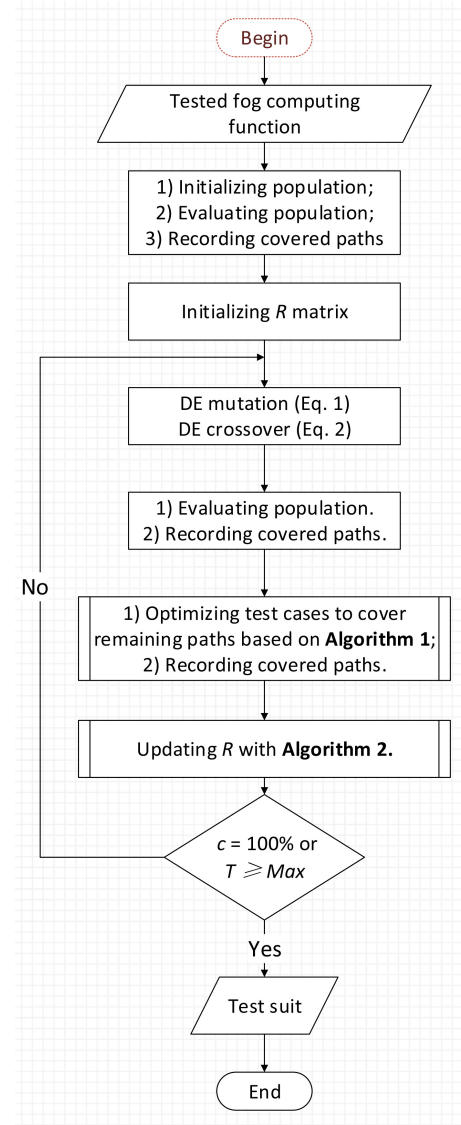 Begin
Tested fog computing
function
1) Initializing population;
2) Evaluating population;
3) Recording covered paths
Initializing R matrix
DE mutation (Eq. 1)
DE crossover (Eq. 2)
1) Evaluating population.
2) Recording covered paths.
No
1) Optimizing test cases to cover
remaining paths based on Algorithm 1;
2) Recording covered paths.
Updating R with Algorithm 2.
c = 100% or
T ⩾ Max
Yes
Test suit
End